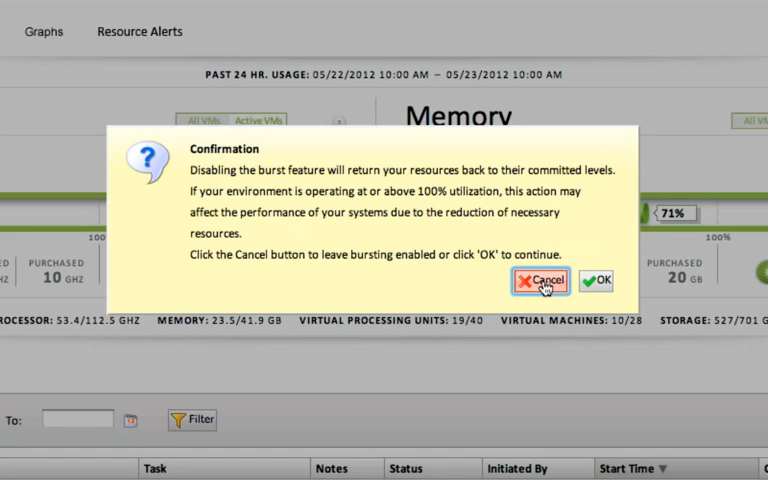 Graphs Resource Alerts
PAST 24 HR. USAGE: 05/22/2012 10:00 AM – 05/23/2012 10:00 AM
All VMs Active VMs
Memory
Confirmation
Disabling the burst feature will return your resources back to their committed levels.
If your environment is operating at or above 100% utilization, this action may
affect the performance of your systems due to the reduction of necessary
resources.
Click the Cancel button to leave bursting enabled or click 'OK' to continue.
Cancel OK
71%
100% 100%
PURCHASED PURCHASED
10 GHZ 20 GB
53.4/112.5 GHZ MEMORY: 23.5/41.9 GB VIRTUAL PROCESSING UNITS: 19/40 VIRTUAL MACHINES: 10/28 STORAGE: 527/701
To: Filter
Task Notes Status Initiated By Start Time